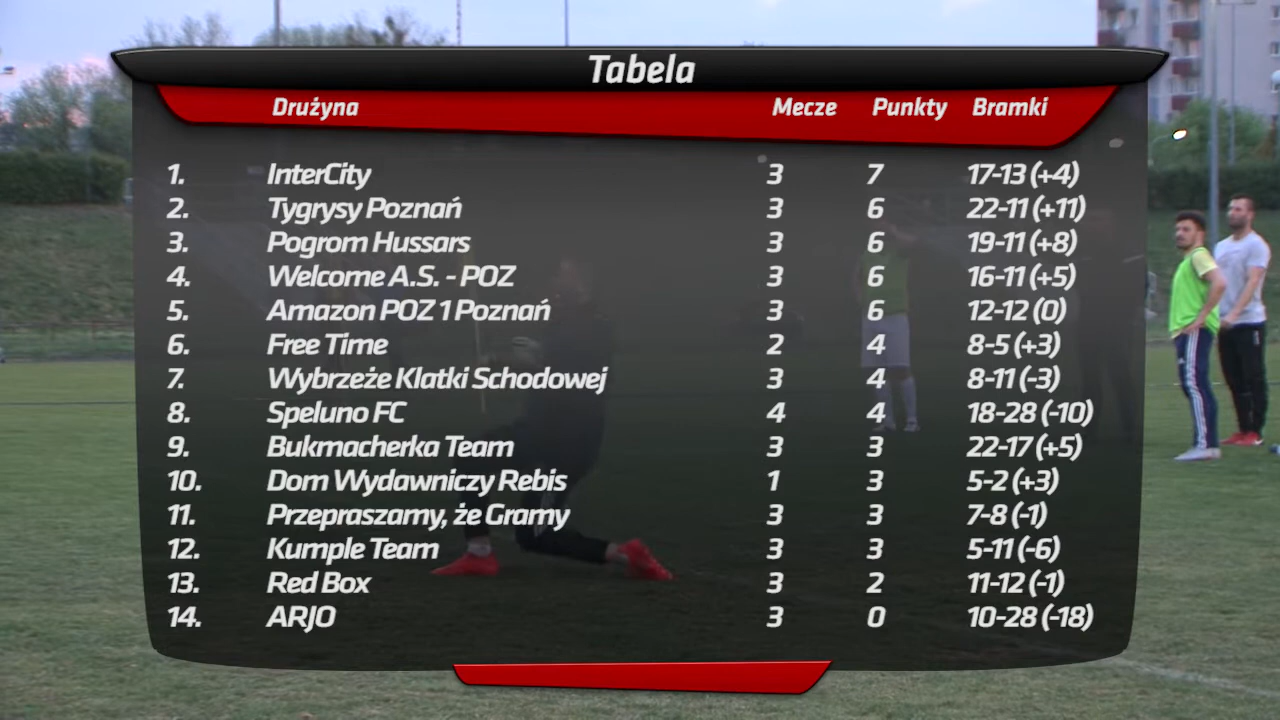 Tabela
Drużyna Mecze Punkty Bramki
1. InterCity 3 7 17-13 (+4)
2. Tygrysy Poznań 3 6 22-11 (+11)
3. Pogrom Hussars 3 6 19-11 (+8)
4. Welcome A.S. - POZ 3 6 16-11 (+5)
5. Amazon POZ 1 Poznań 3 6 12-12 (0)
6. Free Time 2 4 8-5 (+3)
7. Wybrzeże Klatki Schodowej 3 4 8-11 (-3)
8. Speluno FC 4 4 18-28 (-10)
9. Bukmacherka Team 3 3 22-17 (+5)
10. Dom Wydawniczy Rebis 1 3 5-2 (+3)
11. Przepraszamy, że Gramy 3 3 7-8 (-1)
12. Kumple Team 3 3 5-11 (-6)
13. Red Box 3 2 11-12 (-1)
14. ARJO 3 0 10-28 (-18)